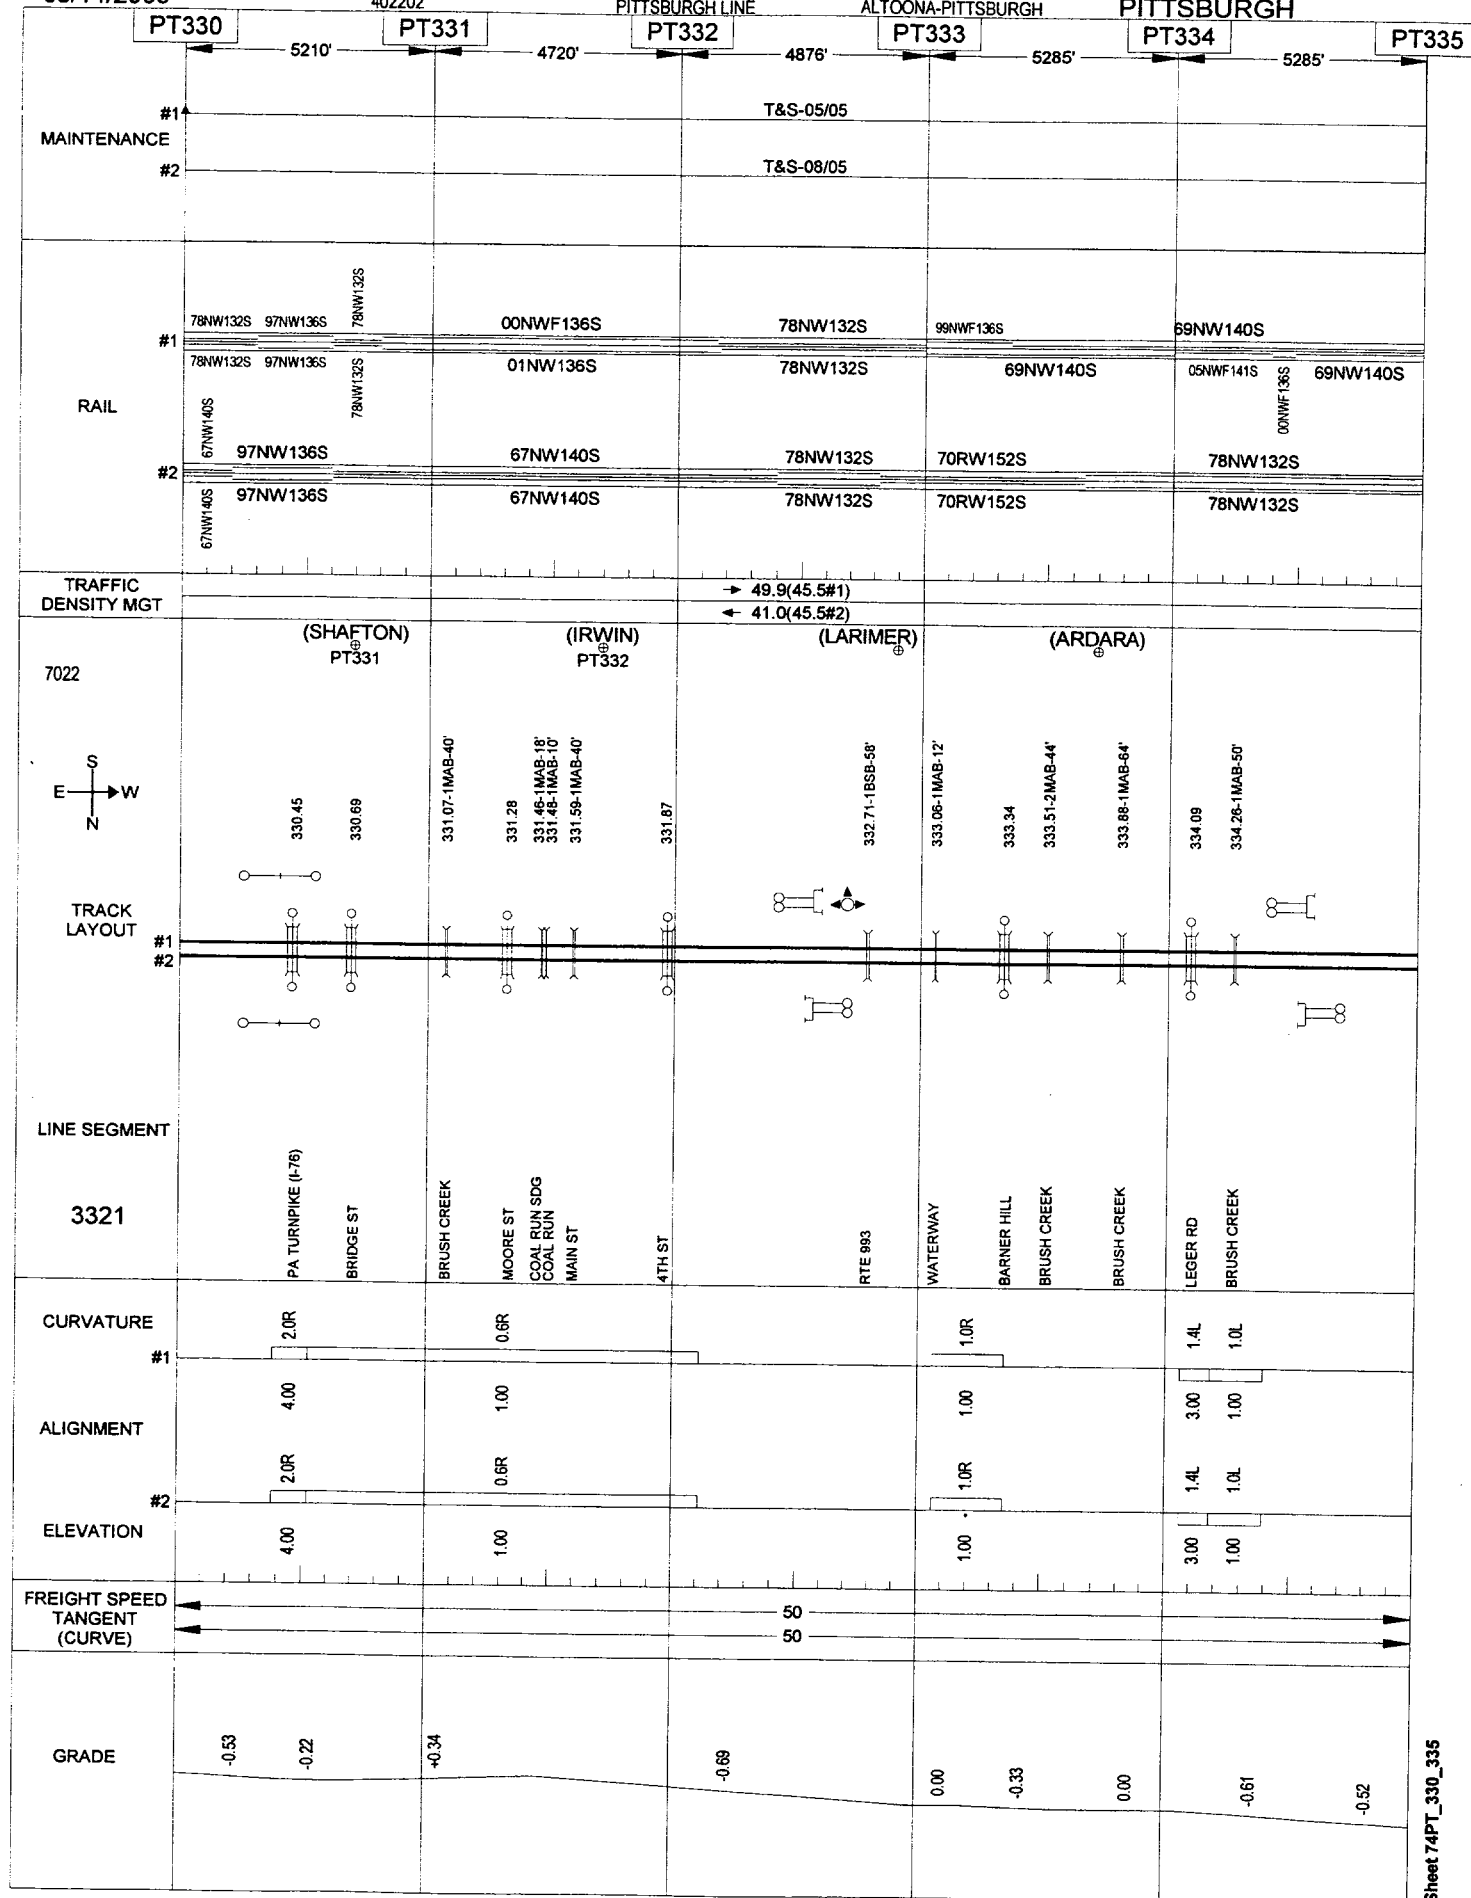 402202 PITTSBURGH LINE ALTOONA-PITTSBURGH PITTSBURGH
PT330 PT331 PT332 PT333 PT334 PT335
5210' 4720' 4876' 5285' 5285'
MAINTENANCE
#1 T&S-05/05
#2 T&S-08/05
RAIL
78NW132S 97NW136S 78NW132S 00NWF136S 78NW132S 99NWF136S 69NW140S
#1
78NW132S 97NW136S 78NW132S 01NW136S 78NW132S 69NW140S 05NWF141S 00NWF136S 69NW140S
67NW140S 97NW136S 67NW140S 78NW132S 70RW152S 78NW132S
#2
67NW140S 97NW136S 67NW140S 78NW132S 70RW152S 78NW132S
TRAFFIC
DENSITY MGT
→ 49.9(45.5#1)
← 41.0(45.5#2)
(SHAFTON) (IRWIN) (LARIMER) (ARDARA)
PT331 PT332
7022
S
E W
N
330.45
330.69
331.07-1MAB-40'
331.28
331.46-1MAB-18'
331.48-1MAB-10'
331.59-1MAB-40'
331.87
332.71-1BSB-58'
333.06-1MAB-12'
333.34
333.51-2MAB-44'
333.88-1MAB-64'
334.09
334.26-1MAB-50'
TRACK
LAYOUT
#1
#2
LINE SEGMENT
3321
PA TURNPIKE (I-76)
BRIDGE ST
BRUSH CREEK
MOORE ST
COAL RUN SDG
COAL RUN
MAIN ST
4TH ST
RTE 993
WATERWAY
BARNER HILL
BRUSH CREEK
BRUSH CREEK
LEGER RD
BRUSH CREEK
CURVATURE
2.0R 0.6R 1.0R 1.4L 1.0L
#1
4.00 1.00 1.00 3.00 1.00
ALIGNMENT
2.0R 0.6R 1.0R 1.4L 1.0L
#2
ELEVATION
4.00 1.00 1.00 3.00 1.00
FREIGHT SPEED
TANGENT
(CURVE)
50
50
GRADE
-0.53 -0.22 +0.34 -0.69 0.00 -0.33 0.00 -0.61 -0.52
Sheet 74PT_330_335